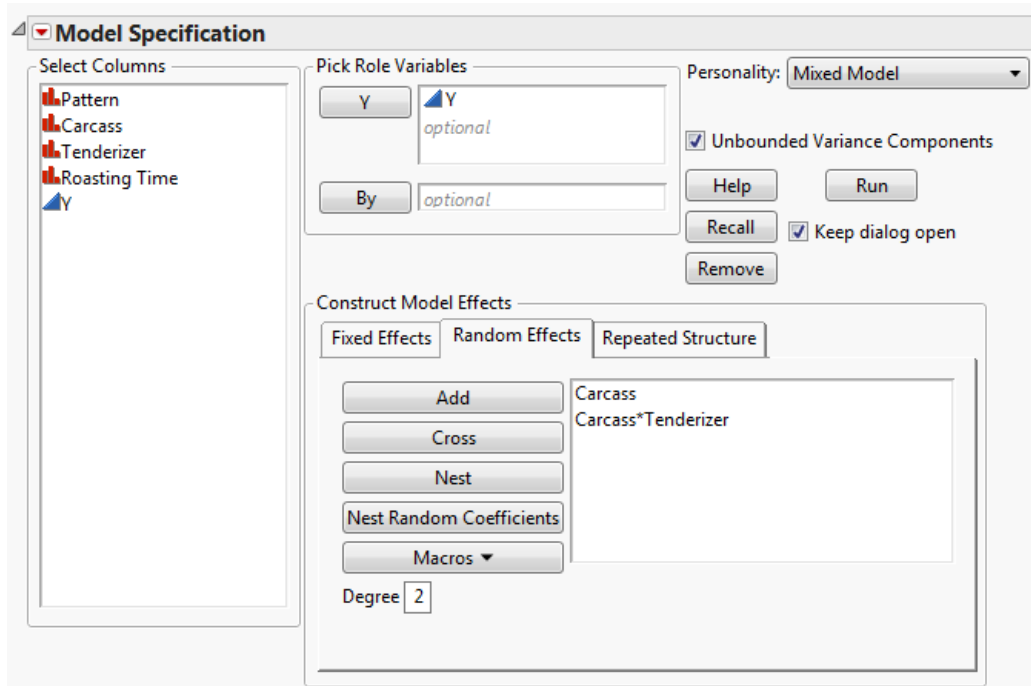 Model Specification
Select Columns
Pattern
Carcass
Tenderizer
Roasting Time
Y
Pick Role Variables
Y
Y
optional
By
optional
Personality: Mixed Model
Unbounded Variance Components
Help
Run
Recall
Keep dialog open
Remove
Construct Model Effects
Fixed Effects
Random Effects
Repeated Structure
Add
Cross
Nest
Nest Random Coefficients
Macros
Degree 2
Carcass
Carcass*Tenderizer